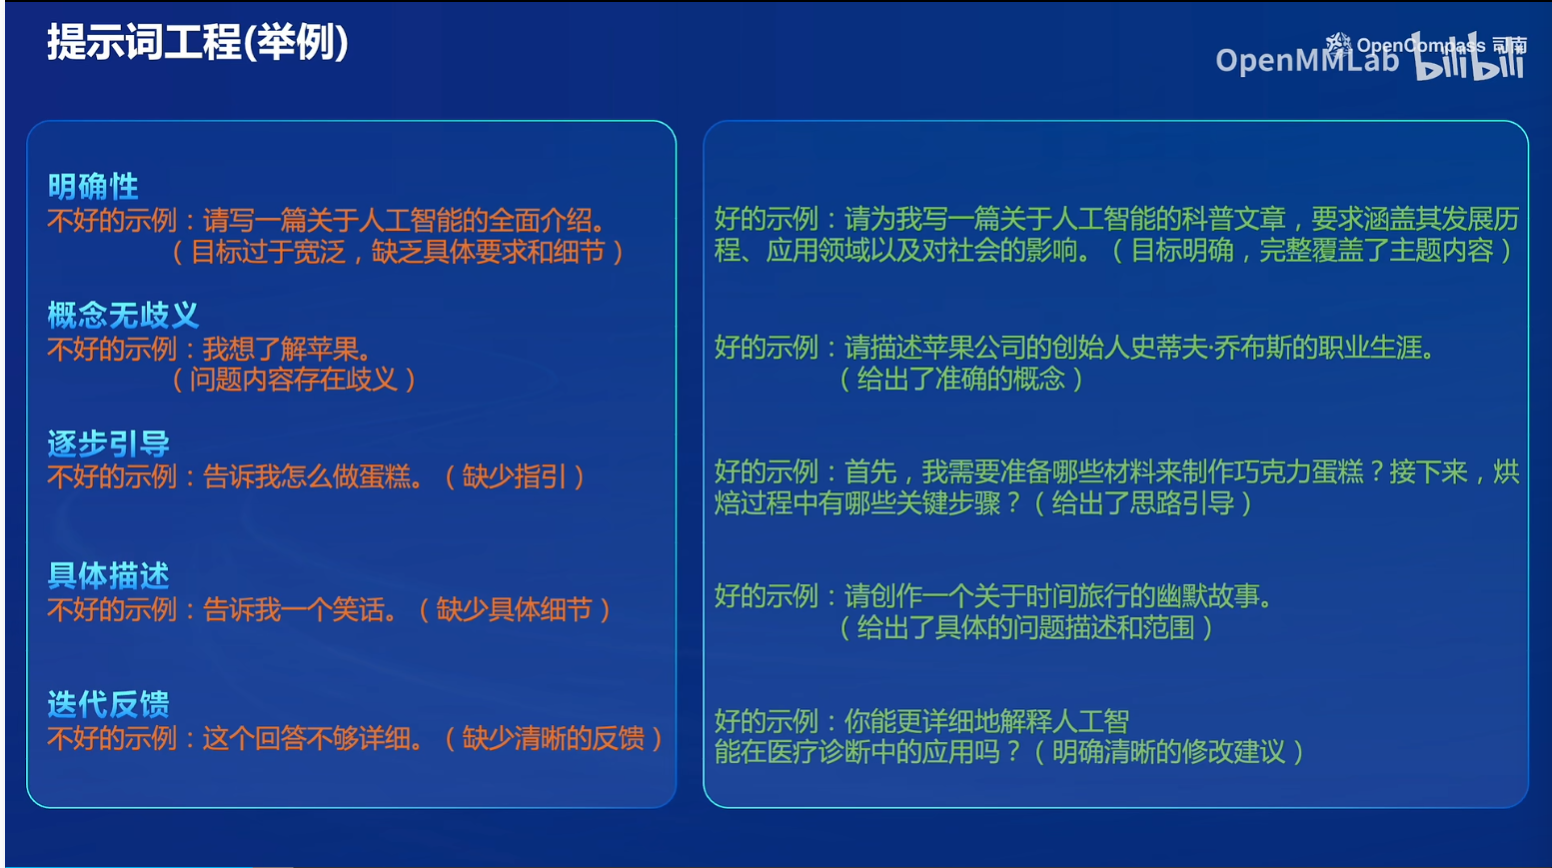 提示词工程(举例)
OpenCompass 司南
OpenMMLab bilibili
明确性
不好的示例：请写一篇关于人工智能的全面介绍。
（目标过于宽泛，缺乏具体要求和细节）
概念无歧义
不好的示例：我想了解苹果。
（问题内容存在歧义）
逐步引导
不好的示例：告诉我怎么做蛋糕。（缺少指引）
具体描述
不好的示例：告诉我一个笑话。（缺少具体细节）
迭代反馈
不好的示例：这个回答不够详细。（缺少清晰的反馈）
好的示例：请为我写一篇关于人工智能的科普文章，要求涵盖其发展历
程、应用领域以及对社会的影响。（目标明确，完整覆盖了主题内容）
好的示例：请描述苹果公司的创始人史蒂夫·乔布斯的职业生涯。
（给出了准确的概念）
好的示例：首先，我需要准备哪些材料来制作巧克力蛋糕？接下来，烘
焙过程中有哪些关键步骤？（给出了思路引导）
好的示例：请创作一个关于时间旅行的幽默故事。
（给出了具体的问题描述和范围）
好的示例：你能更详细地解释人工智
能在医疗诊断中的应用吗？（明确清晰的修改建议）